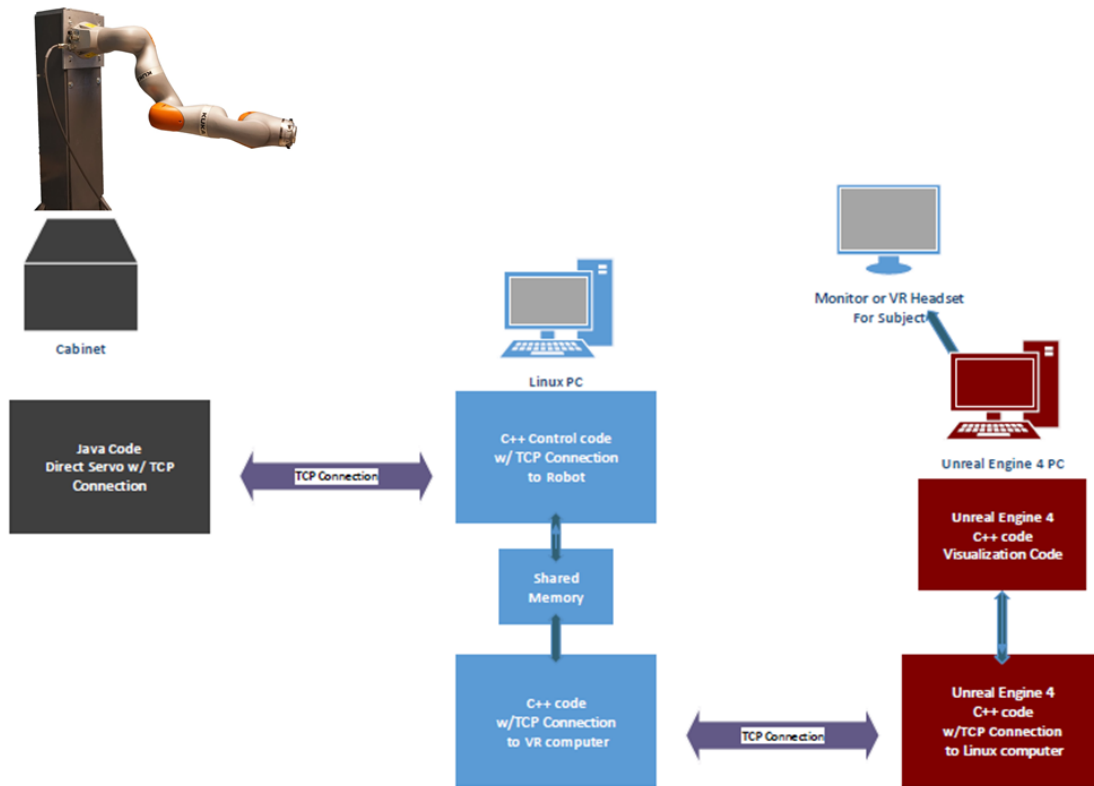 KUKA
KUKA
Cabinet
Java Code
Direct Servo w/ TCP
Connection
TCP Connection
Linux PC
C++ Control code
w/ TCP Connection
to Robot
Shared
Memory
C++ code
w/TCP Connection
to VR computer
TCP Connection
Monitor or VR Headset
For Subject
Unreal Engine 4 PC
Unreal Engine 4
C++ code
Visualization Code
Unreal Engine 4
C++ code
w/TCP Connection
to Linux computer